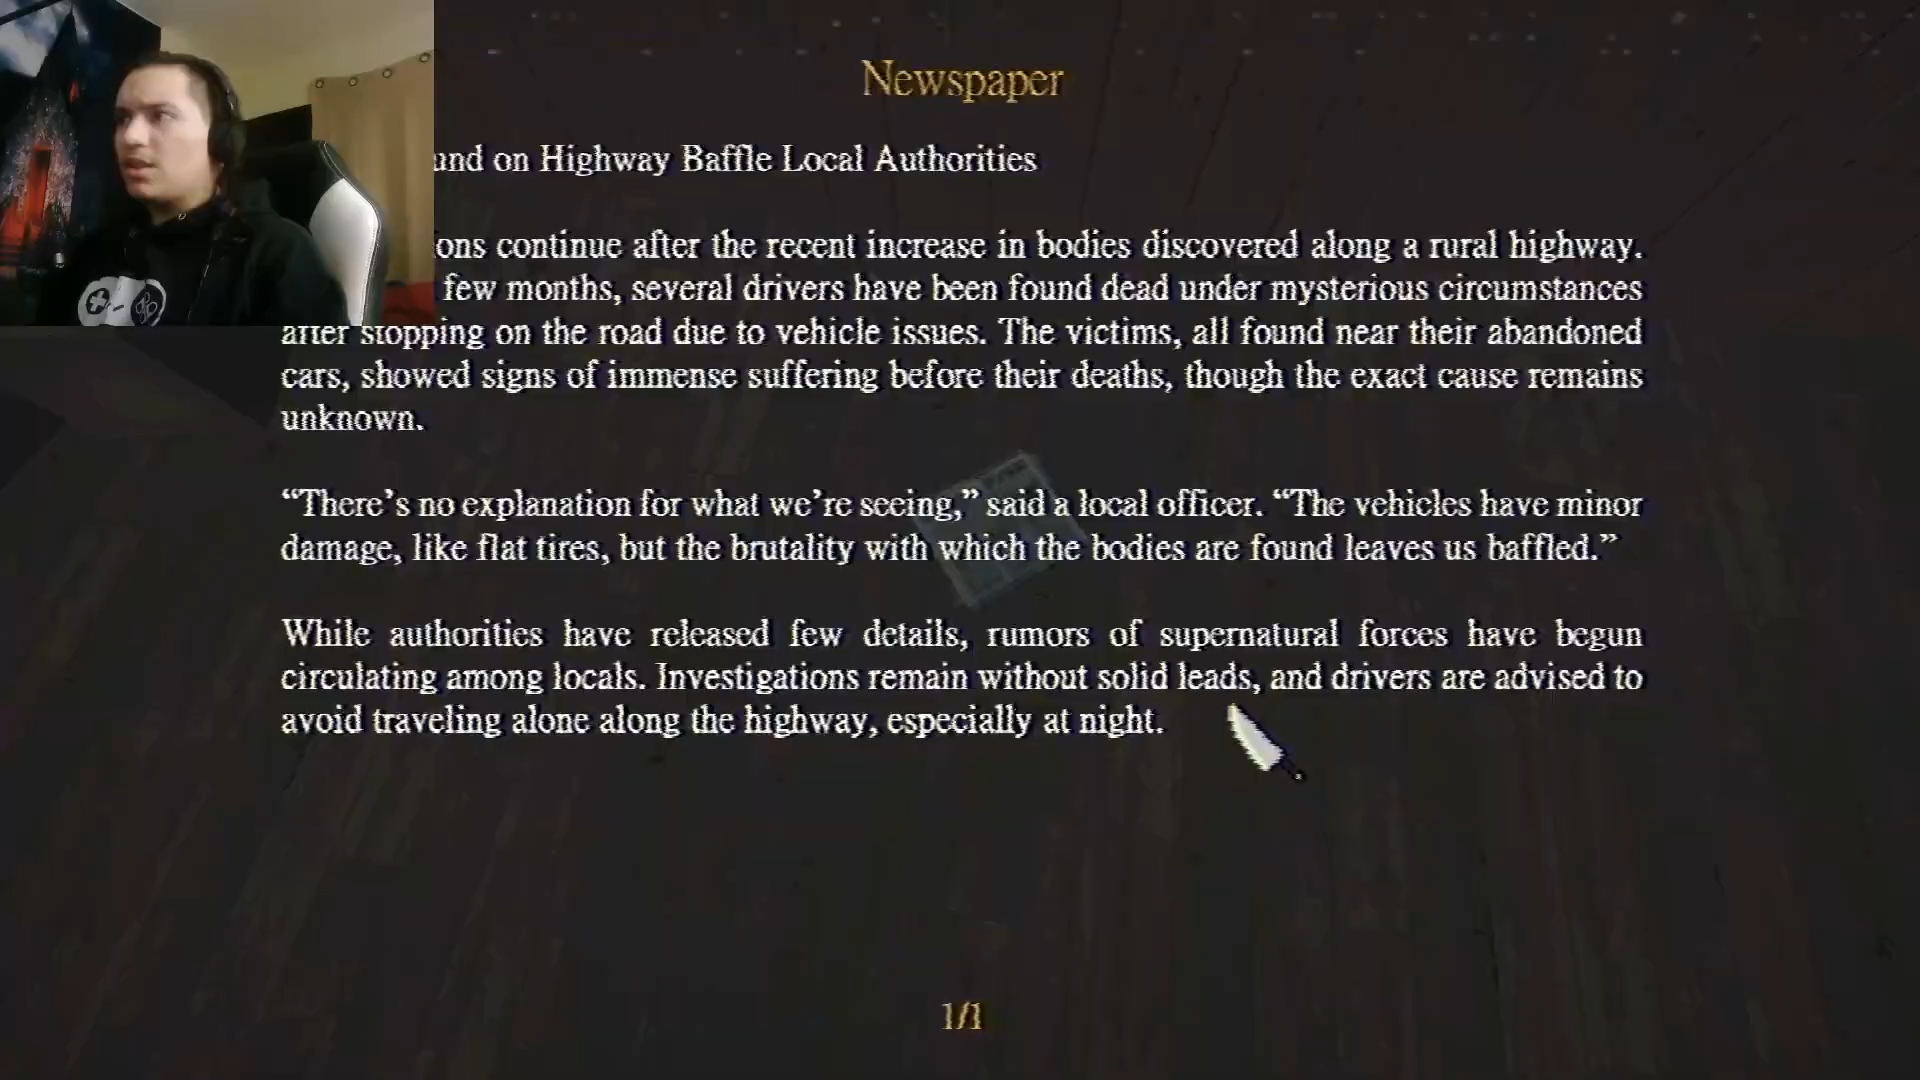 Newspaper
on Highway Baffle Local Authorities
continue after the recent increase in bodies discovered along a rural highway.
few months, several drivers have been found dead under mysterious circumstances
after stopping on the road due to vehicle issues. The victims, all found near their abandoned
cars, showed signs of immense suffering before their deaths, though the exact cause remains
unknown.
“There’s no explanation for what we’re seeing,” said a local officer. “The vehicles have minor
damage, like flat tires, but the brutality with which the bodies are found leaves us baffled.”
While authorities have released few details, rumors of supernatural forces have begun
circulating among locals. Investigations remain without solid leads, and drivers are advised to
avoid traveling alone along the highway, especially at night.
1/1